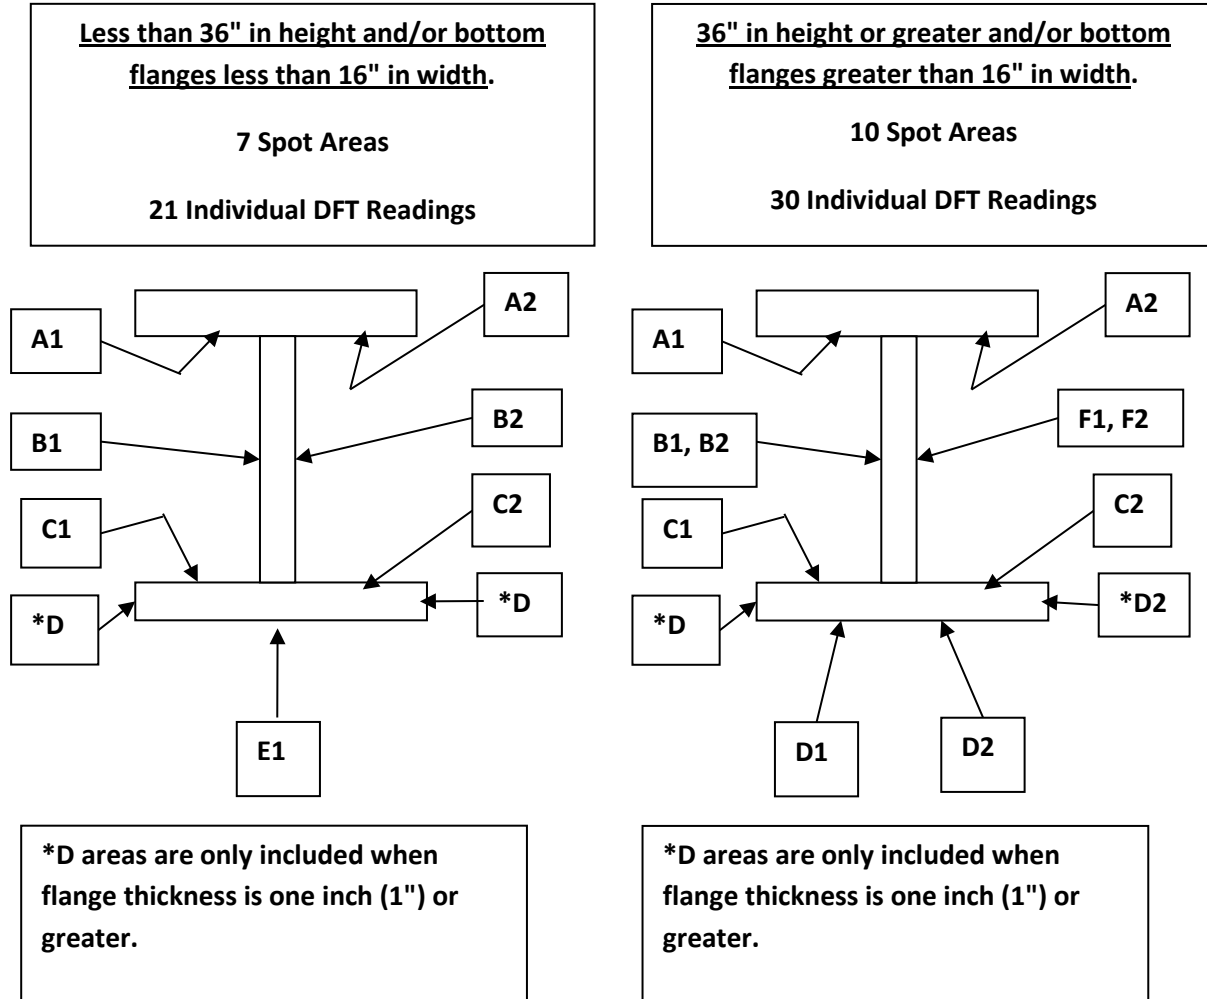 Less than 36" in height and/or bottom
flanges less than 16" in width.
7 Spot Areas
21 Individual DFT Readings
A1
A2
B1
B2
C1
C2
*D
*D
E1
*D areas are only included when
flange thickness is one inch (1") or
greater.
36" in height or greater and/or bottom
flanges greater than 16" in width.
10 Spot Areas
30 Individual DFT Readings
A1
A2
B1, B2
F1, F2
C1
C2
*D
*D2
D1
D2
*D areas are only included when
flange thickness is one inch (1") or
greater.